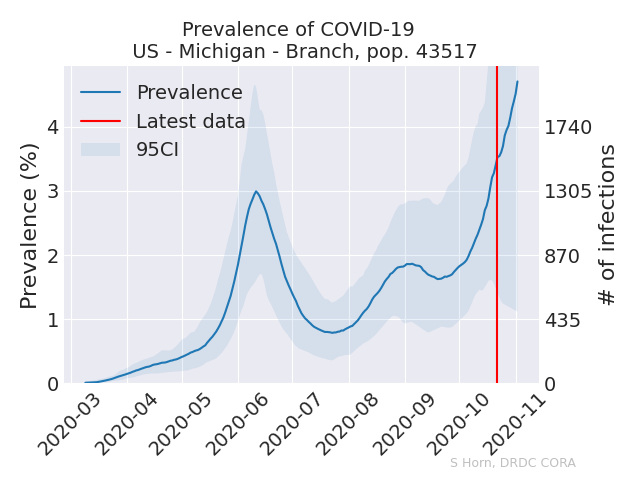 Prevalence of COVID-19
US - Michigan - Branch, pop. 43517
Prevalence
Latest data
95CI
Prevalence (%)
4
3
2
1
0
1740
1305
870
435
0
# of infections
2020-03
2020-04
2020-05
2020-06
2020-07
2020-08
2020-09
2020-10
2020-11
S Horn, DRDC CORA